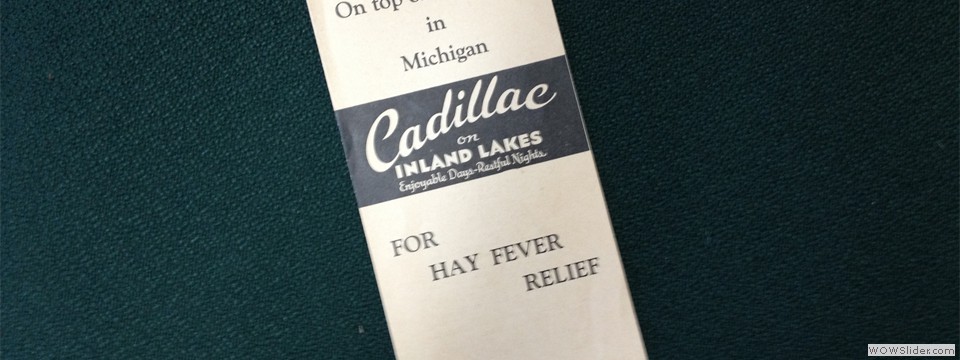 On top
in
Michigan
Cadillac
on
INLAND LAKES
Enjoyable Days-Restful Nights
FOR
HAY FEVER
RELIEF
WOWSlider.com